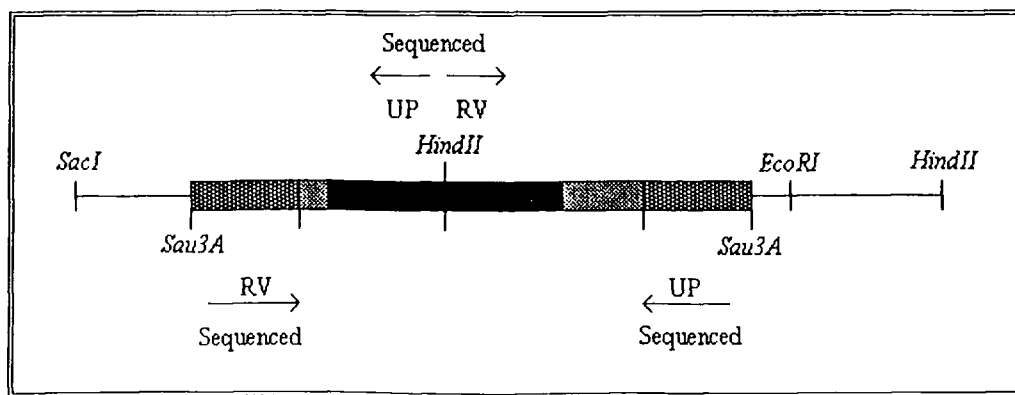 Sequenced
UP RV
HindII
SacI
EcoRI
HindII
Sau3A
Sau3A
RV
UP
Sequenced
Sequenced